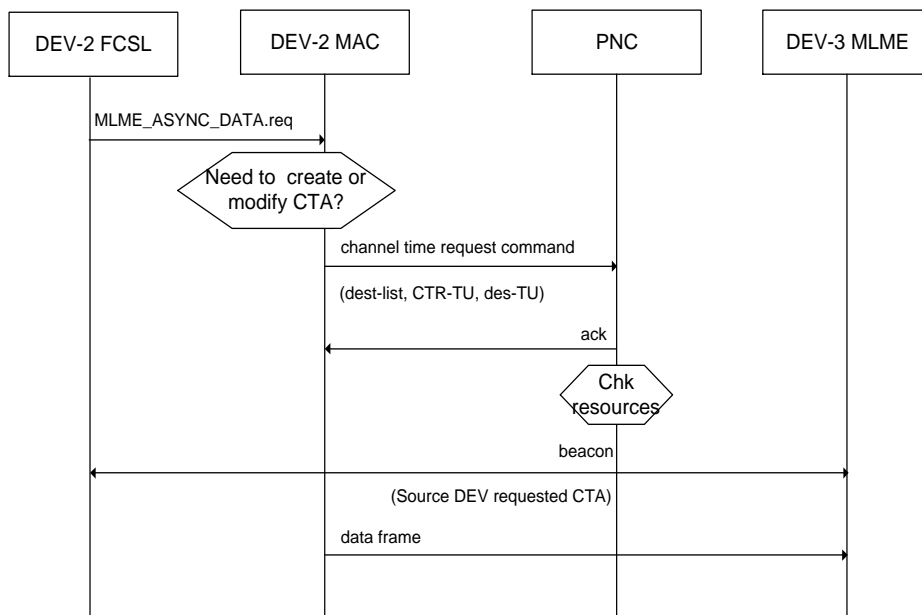 DEV-2 FCSL
DEV-2 MAC
PNC
DEV-3 MLME
MLME_ASYNC_DATA.req
Need to create or
modify CTA?
channel time request command
(dest-list, CTR-TU, des-TU)
ack
Chk
resources
beacon
(Source DEV requested CTA)
data frame